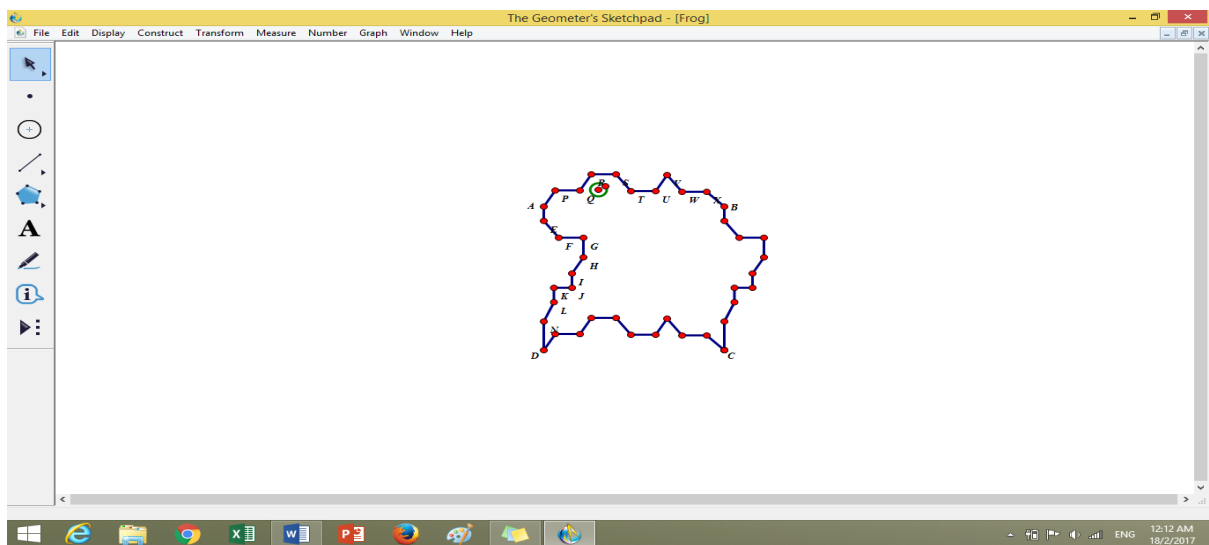 The Geometer's Sketchpad - [Frog]
File Edit Display Construct Transform Measure Number Graph Window Help
A
R S V
P Q T U W X B
A
E
F G
H
I
K J
L
N
D C
ENG
12:12 AM
18/2/2017